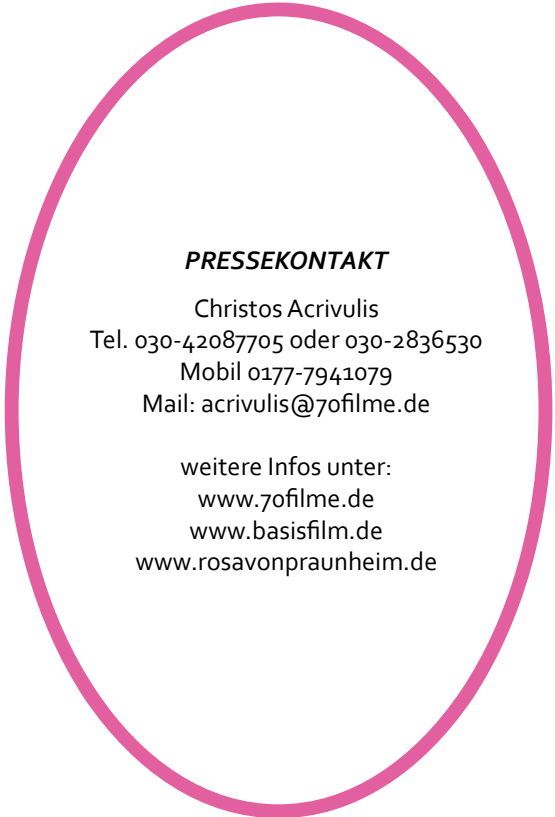 PRESSEKONTAKT
Christos Acrivulis
Tel. 030-42087705 oder 030-2836530
Mobil 0177-7941079
Mail: acrivulis@70filme.de
weitere Infos unter:
www.70filme.de
www.basisfilm.de
www.rosavonpraunheim.de